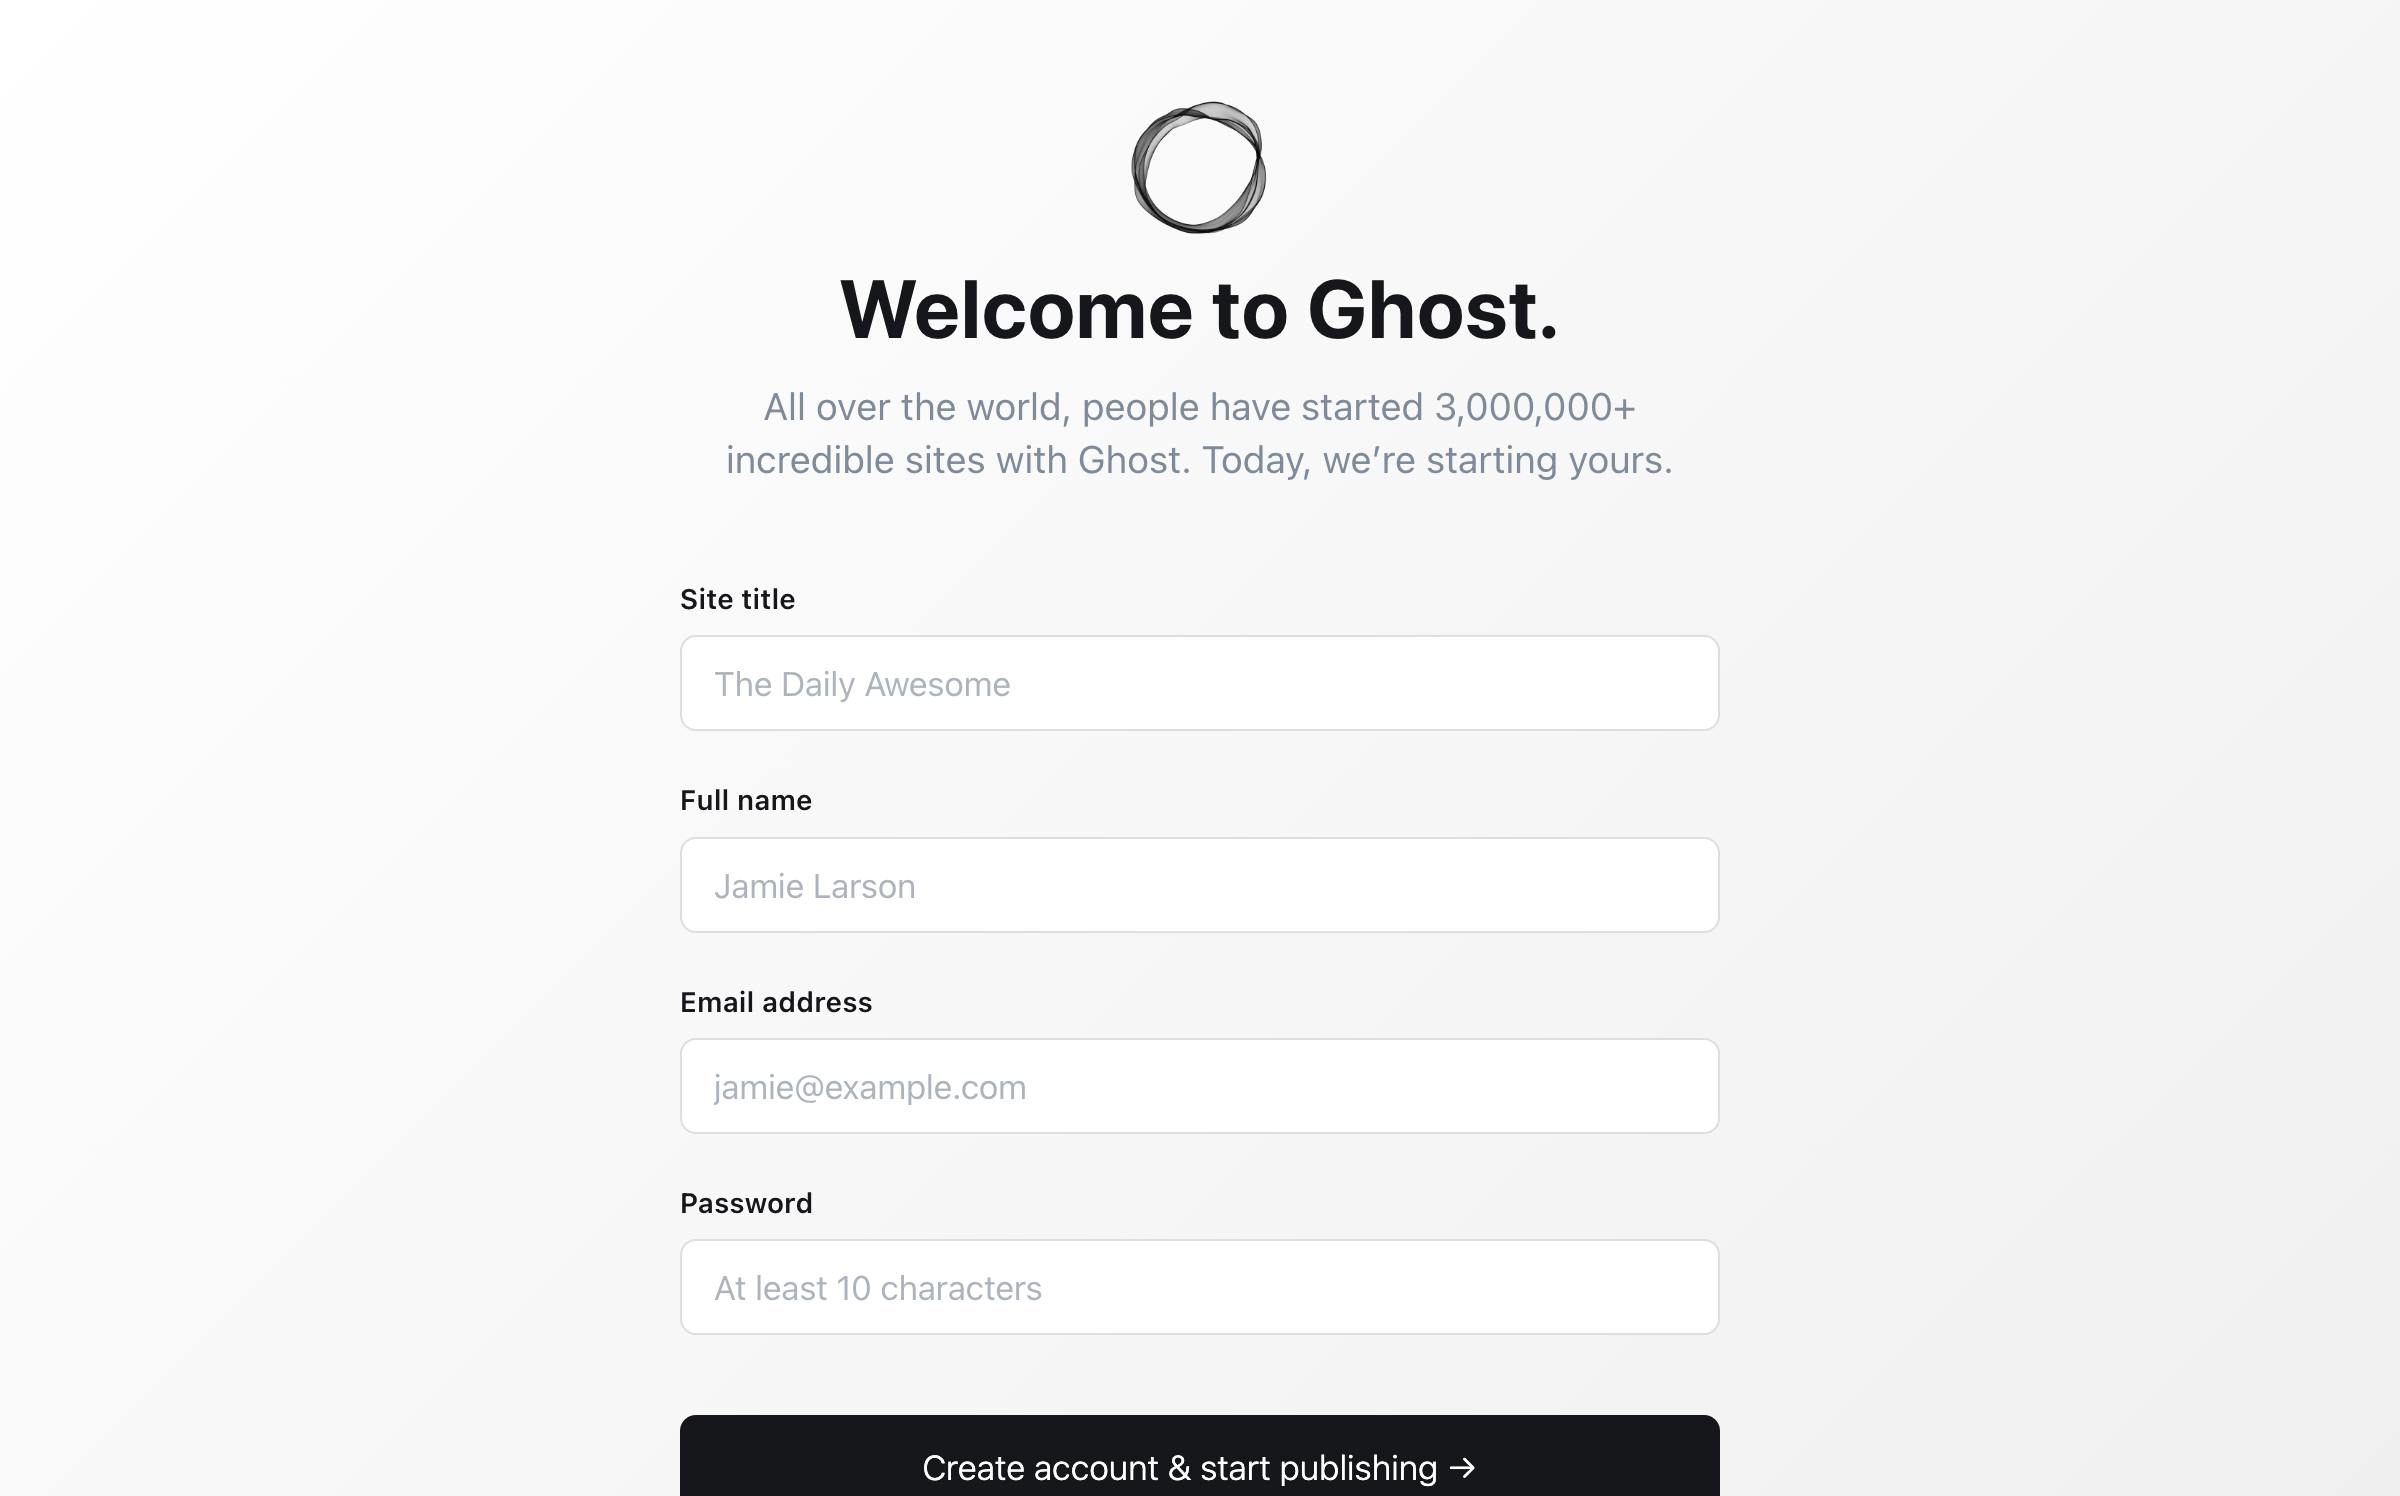 Welcome to Ghost.
All over the world, people have started 3,000,000+
incredible sites with Ghost. Today, we’re starting yours.
Site title
The Daily Awesome
Full name
Jamie Larson
Email address
jamie@example.com
Password
At least 10 characters
Create account & start publishing →